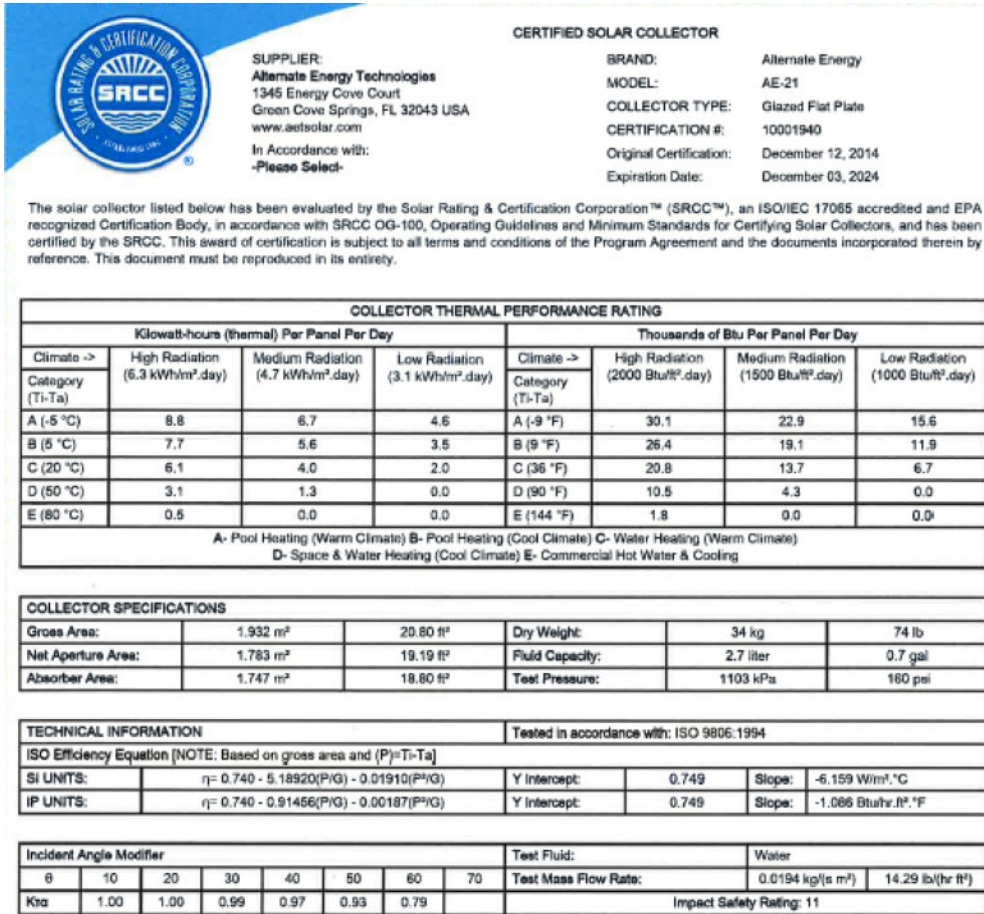 CERTIFIED SOLAR COLLECTOR
SOLAR RATING & CERTIFICATION CORPORATION
SRCC
®
SUPPLIER:
Alternate Energy Technologies
1345 Energy Cove Court
Green Cove Springs, FL 32043 USA
www.aetsolar.com
In Accordance with:
-Please Select-
BRAND: Alternate Energy
MODEL: AE-21
COLLECTOR TYPE: Glazed Flat Plate
CERTIFICATION #: 10001940
Original Certification: December 12, 2014
Expiration Date: December 03, 2024
The solar collector listed below has been evaluated by the Solar Rating & Certification Corporation™ (SRCC™), an ISO/IEC 17065 accredited and EPA
recognized Certification Body, in accordance with SRCC OG-100, Operating Guidelines and Minimum Standards for Certifying Solar Collectors, and has been
certified by the SRCC. This award of certification is subject to all terms and conditions of the Program Agreement and the documents incorporated therein by
reference. This document must be reproduced in its entirety.
COLLECTOR THERMAL PERFORMANCE RATING
Kilowatt-hours (thermal) Per Panel Per Day Thousands of Btu Per Panel Per Day
Climate -> High Radiation Medium Radiation Low Radiation Climate -> High Radiation Medium Radiation Low Radiation
(6.3 kWh/m².day) (4.7 kWh/m².day) (3.1 kWh/m².day) (2000 Btu/ft².day) (1500 Btu/ft².day) (1000 Btu/ft².day)
Category Category
(Ti-Ta) (Ti-Ta)
A (-5 °C) 8.8 6.7 4.6 A (-9 °F) 30.1 22.9 15.6
B (5 °C) 7.7 5.6 3.5 B (9 °F) 26.4 19.1 11.9
C (20 °C) 6.1 4.0 2.0 C (36 °F) 20.8 13.7 6.7
D (50 °C) 3.1 1.3 0.0 D (90 °F) 10.5 4.3 0.0
E (80 °C) 0.5 0.0 0.0 E (144 °F) 1.8 0.0 0.0
A- Pool Heating (Warm Climate) B- Pool Heating (Cool Climate) C- Water Heating (Warm Climate)
D- Space & Water Heating (Cool Climate) E- Commercial Hot Water & Cooling
COLLECTOR SPECIFICATIONS
Gross Area: 1.932 m² 20.80 ft² Dry Weight: 34 kg 74 lb
Net Aperture Area: 1.783 m² 19.19 ft² Fluid Capacity: 2.7 liter 0.7 gal
Absorber Area: 1.747 m² 18.80 ft² Test Pressure: 1103 kPa 160 psi
TECHNICAL INFORMATION Tested in accordance with: ISO 9806:1994
ISO Efficiency Equation [NOTE: Based on gross area and (P)=Ti-Ta]
SI UNITS: η= 0.740 - 5.18920(P/G) - 0.01910(P²/G) Y Intercept: 0.749 Slope: -6.159 W/m².°C
IP UNITS: η= 0.740 - 0.91456(P/G) - 0.00187(P²/G) Y Intercept: 0.749 Slope: -1.086 Btu/hr.ft².°F
Incident Angle Modifier Test Fluid: Water
θ 10 20 30 40 50 60 70 Test Mass Flow Rate: 0.0194 kg/(s m²) 14.29 lb/(hr ft²)
Kτα 1.00 1.00 0.99 0.97 0.93 0.79 Impact Safety Rating: 11